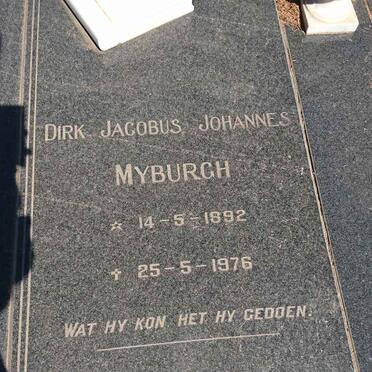 DIRK JACOBUS JOHANNES
MYBURGH
☆ 14-5-1892
✝ 25-5-1976
WAT HY KON HET HY GEDOEN.